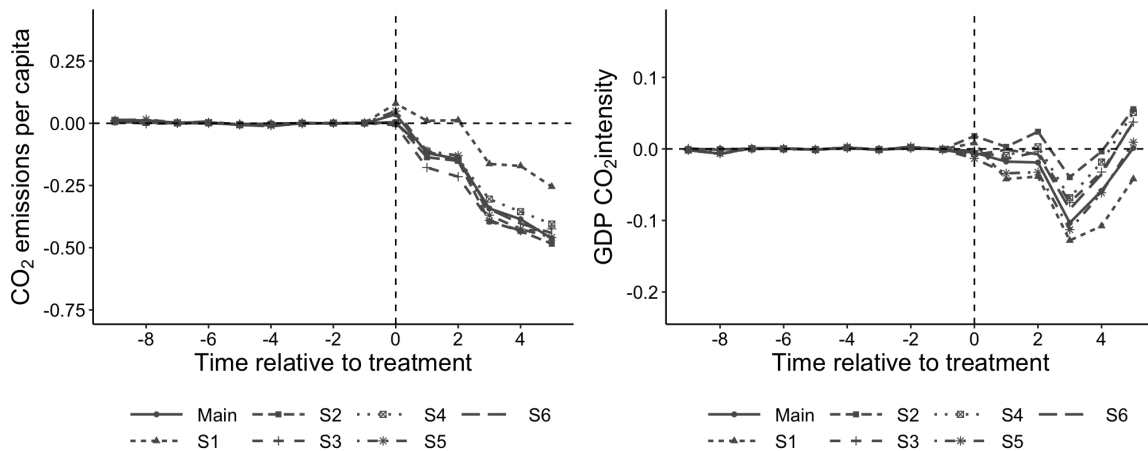 CO₂ emissions per capita
0.25
0.00
-0.25
-0.50
-0.75
-8 -6 -4 -2 0 2 4
Time relative to treatment
Main S2 S4 S6
S1 S3 S5
GDP CO₂intensity
0.1
0.0
-0.1
-0.2
-8 -6 -4 -2 0 2 4
Time relative to treatment
Main S2 S4 S6
S1 S3 S5